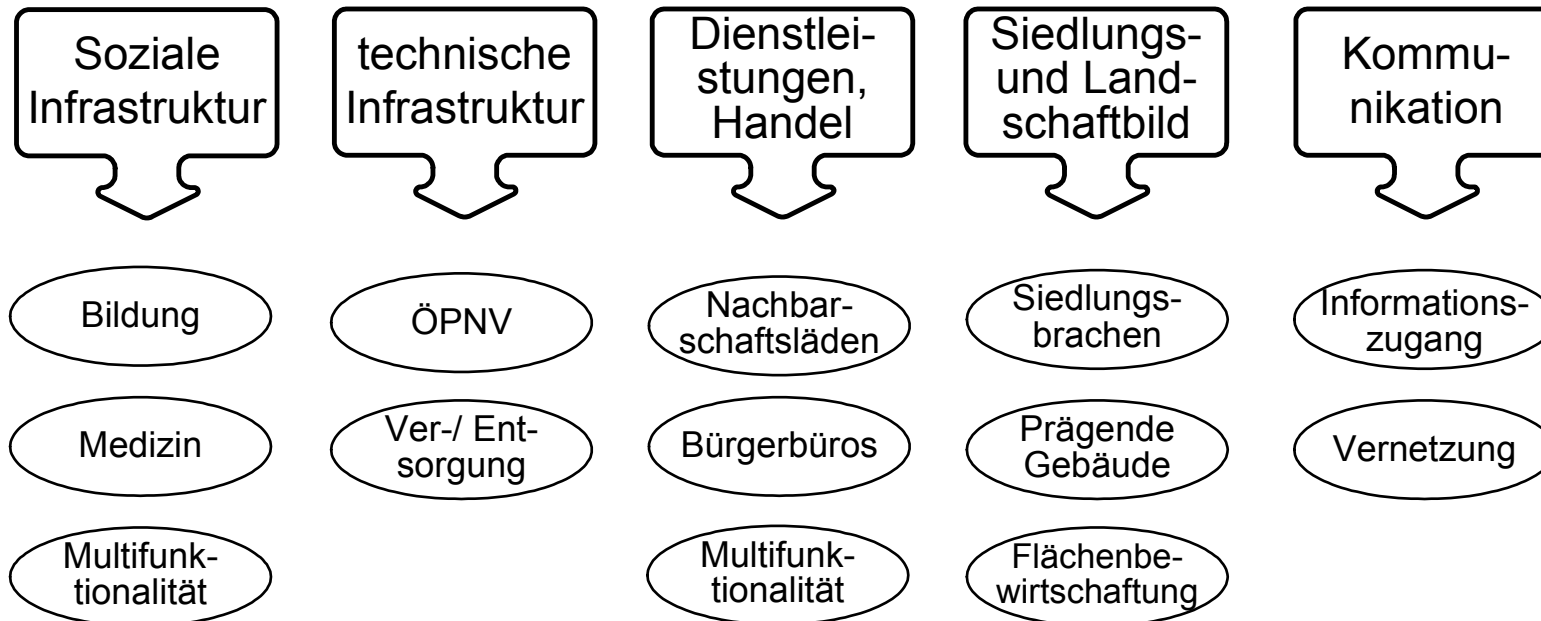 Soziale
Infrastruktur
technische
Infrastruktur
Dienstlei-
stungen,
Handel
Siedlungs-
und Land-
schaftbild
Kommu-
nikation
Bildung
ÖPNV
Nachbar-
schaftsläden
Siedlungs-
brachen
Informations-
zugang
Medizin
Ver-/ Ent-
sorgung
Bürgerbüros
Prägende
Gebäude
Vernetzung
Multifunk-
tionalität
Multifunk-
tionalität
Flächenbe-
wirtschaftung